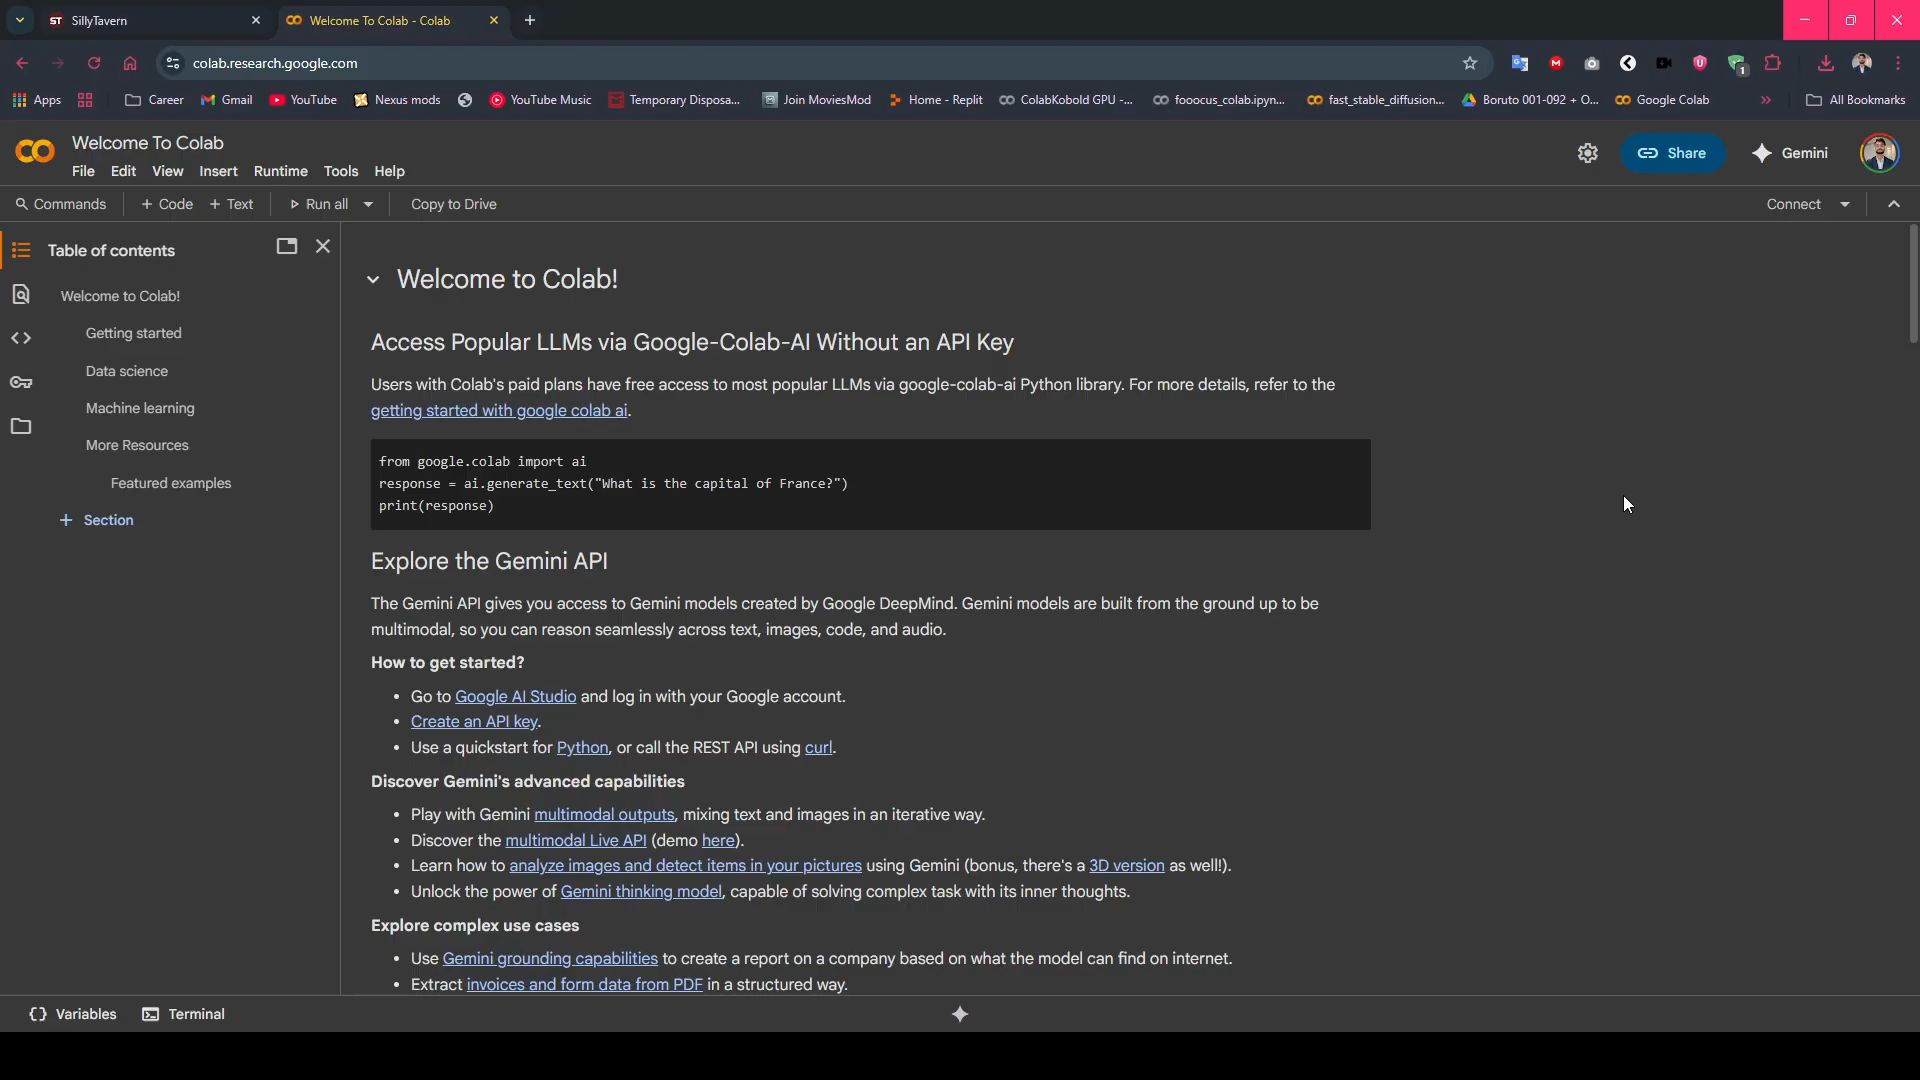 ST SillyTavern
Welcome To Colab - Colab
colab.research.google.com
1
Apps
Career
Gmail
YouTube
Nexus mods
YouTube Music
Temporary Disposa...
Join MoviesMod
Home - Replit
ColabKobold GPU -...
fooocus_colab.ipyn...
fast_stable_diffusion...
Boruto 001-092 + O...
Google Colab
All Bookmarks
Welcome To Colab
File Edit View Insert Runtime Tools Help
Share
Gemini
Commands
+ Code + Text
Run all
Copy to Drive
Connect
Table of contents
Welcome to Colab!
Getting started
Data science
Machine learning
More Resources
Featured examples
+ Section
Welcome to Colab!
Access Popular LLMs via Google-Colab-AI Without an API Key
Users with Colab's paid plans have free access to most popular LLMs via google-colab-ai Python library. For more details, refer to the
getting started with google colab ai.
from google.colab import ai
response = ai.generate_text("What is the capital of France?")
print(response)
Explore the Gemini API
The Gemini API gives you access to Gemini models created by Google DeepMind. Gemini models are built from the ground up to be
multimodal, so you can reason seamlessly across text, images, code, and audio.
How to get started?
• Go to Google AI Studio and log in with your Google account.
• Create an API key.
• Use a quickstart for Python, or call the REST API using curl.
Discover Gemini's advanced capabilities
• Play with Gemini multimodal outputs, mixing text and images in an iterative way.
• Discover the multimodal Live API (demo here).
• Learn how to analyze images and detect items in your pictures using Gemini (bonus, there's a 3D version as well!).
• Unlock the power of Gemini thinking model, capable of solving complex task with its inner thoughts.
Explore complex use cases
• Use Gemini grounding capabilities to create a report on a company based on what the model can find on internet.
• Extract invoices and form data from PDF in a structured way.
Variables
Terminal